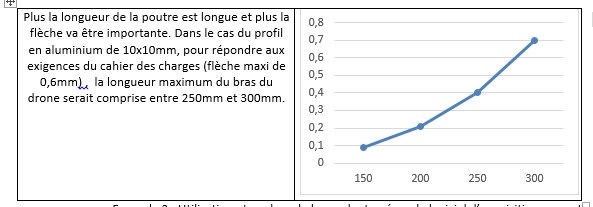 Plus la longueur de la poutre est longue et plus la
flèche va être importante. Dans le cas du profil
en aluminium de 10x10mm, pour répondre aux
exigences du cahier des charges (flèche maxi de
0,6mm), la longueur maximum du bras du
drone serait comprise entre 250mm et 300mm.
0,8
0,7
0,6
0,5
0,4
0,3
0,2
0,1
0
150 200 250 300